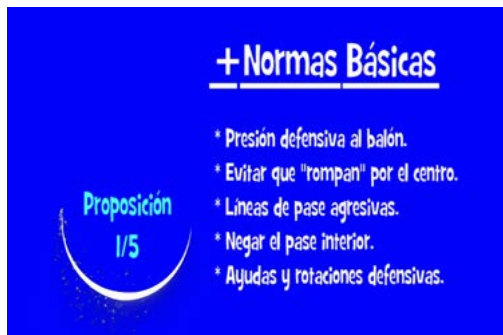 +Normas Básicas
* Presión defensiva al balón.
* Evitar que "rompan" por el centro.
* Líneas de pase agresivas.
* Negar el pase interior.
* Ayudas y rotaciones defensivas.
Proposición
1/5